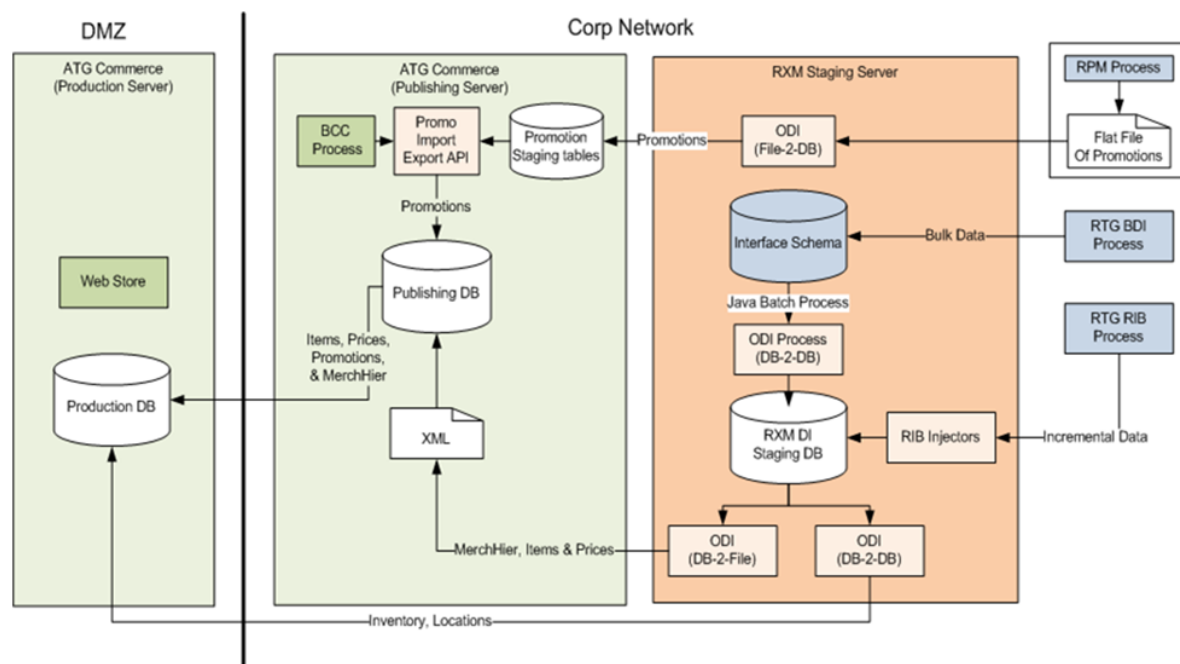 DMZ
Corp Network
ATG Commerce
(Production Server)
Web Store
Production DB
ATG Commerce
(Publishing Server)
BCC
Process
Promo
Import
Export API
Promotion
Staging tables
Promotions
Publishing DB
Items, Prices,
Promotions,
& MerchHier
XML
RXM Staging Server
Promotions
ODI
(File-2-DB)
Interface Schema
Java Batch Process
ODI Process
(DB-2-DB)
RXM DI
Staging DB
RIB Injectors
ODI
(DB-2-File)
ODI
(DB-2-DB)
MerchHier, Items & Prices
Inventory, Locations
RPM Process
Flat File
Of Promotions
Bulk Data
RTG BDI
Process
RTG RIB
Process
Incremental Data